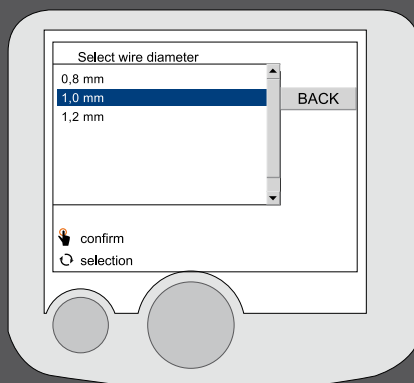 Select wire diameter
0,8 mm
1,0 mm
BACK
1,2 mm
confirm
selection